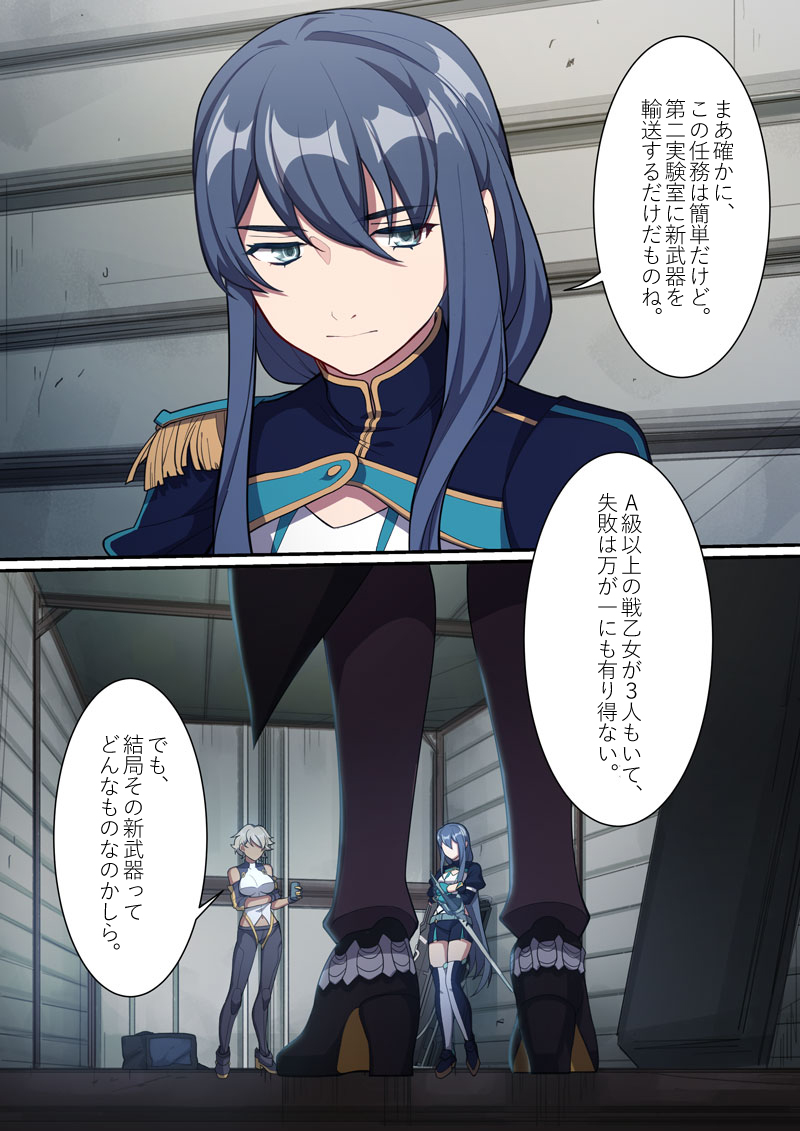 まあ確かに、
この任務は簡単だけど。
第二実験室に新武器を
輸送するだけだものね。
A級以上の戦乙女が3人もいて、
失敗は万が一にも有り得ない。
でも、
結局その新武器って
どんなものなのかしら。